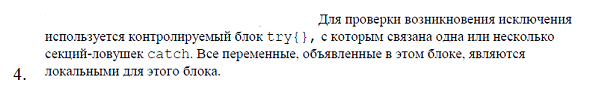 Для проверки возникновения исключения
используется контролируемый блок try{}, с которым связана одна или несколько
секций-ловушек catch. Все переменные, объявленные в этом блоке, являются
4. локальными для этого блока.